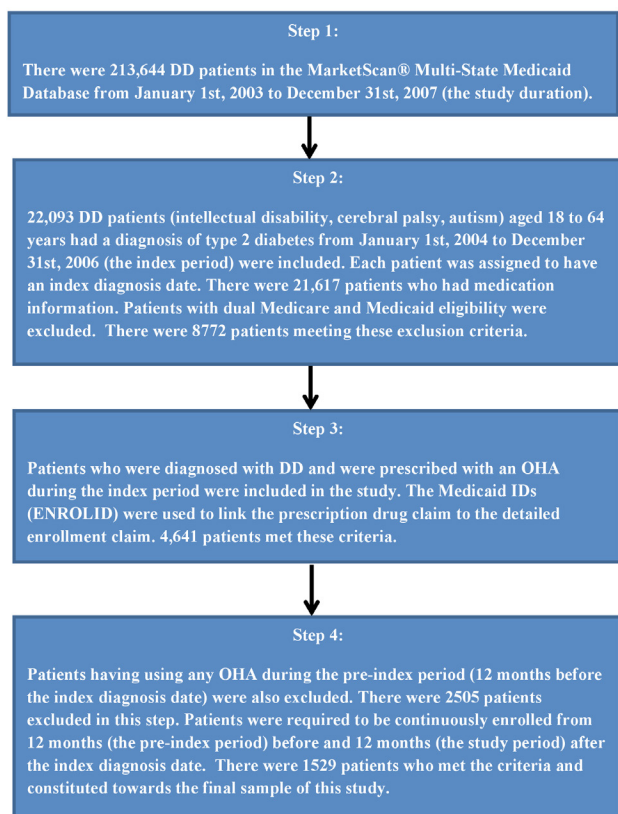 Step 1:
There were 213,644 DD patients in the MarketScan® Multi-State Medicaid
Database from January 1st, 2003 to December 31st, 2007 (the study duration).
Step 2:
22,093 DD patients (intellectual disability, cerebral palsy, autism) aged 18 to 64
years had a diagnosis of type 2 diabetes from January 1st, 2004 to December
31st, 2006 (the index period) were included. Each patient was assigned to have
an index diagnosis date. There were 21,617 patients who had medication
information. Patients with dual Medicare and Medicaid eligibility were
excluded. There were 8772 patients meeting these exclusion criteria.
Step 3:
Patients who were diagnosed with DD and were prescribed with an OHA
during the index period were included in the study. The Medicaid IDs
(ENROLID) were used to link the prescription drug claim to the detailed
enrollment claim. 4,641 patients met these criteria.
Step 4:
Patients having using any OHA during the pre-index period (12 months before
the index diagnosis date) were also excluded. There were 2505 patients
excluded in this step. Patients were required to be continuously enrolled from
12 months (the pre-index period) before and 12 months (the study period) after
the index diagnosis date. There were 1529 patients who met the criteria and
constituted towards the final sample of this study.